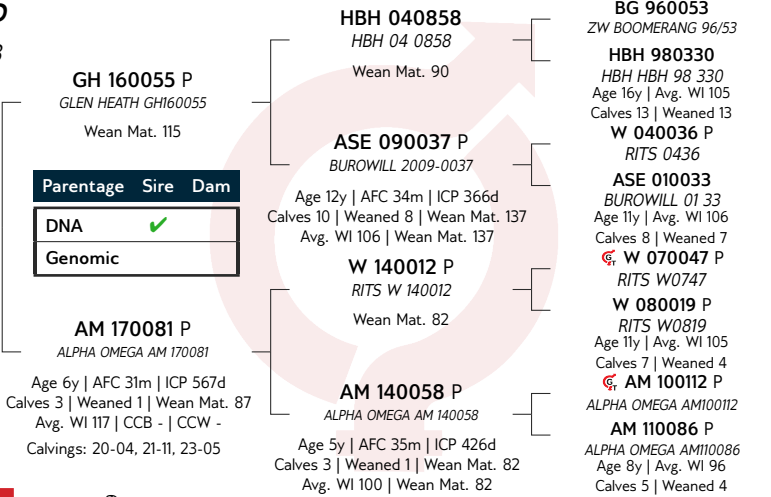 GH 160055 P
GLEN HEATH GH160055
Wean Mat. 115
Parentage Sire Dam
DNA ✔
Genomic
AM 170081 P
ALPHA OMEGA AM 170081
Age 6y | AFC 31m | ICP 567d
Calves 3 | Weaned 1 | Wean Mat. 87
Avg. WI 117 | CCB - | CCW -
Calvings: 20-04, 21-11, 23-05
HBH 040858
HBH 04 0858
Wean Mat. 90
ASE 090037 P
BUROWILL 2009-0037
Age 12y | AFC 34m | ICP 366d
Calves 10 | Weaned 8 | Wean Mat. 137
Avg. WI 106 | Wean Mat. 137
W 140012 P
RITS W 140012
Wean Mat. 82
AM 140058 P
ALPHA OMEGA AM 140058
Age 5y | AFC 35m | ICP 426d
Calves 3 | Weaned 1 | Wean Mat. 82
Avg. WI 100 | Wean Mat. 82
BG 960053
ZW BOOMERANG 96/53
HBH 980330
HBH HBH 98 330
Age 16y | Avg. WI 105
Calves 13 | Weaned 13
W 040036 P
RITS 0436
ASE 010033
BUROWILL 01 33
Age 11y | Avg. WI 106
Calves 8 | Weaned 7
W 070047 P
RITS W0747
W 080019 P
RITS W0819
Age 11y | Avg. WI 105
Calves 7 | Weaned 4
AM 100112 P
ALPHA OMEGA AM100112
AM 110086 P
ALPHA OMEGA AM110086
Age 8y | Avg. WI 96
Calves 5 | Weaned 4